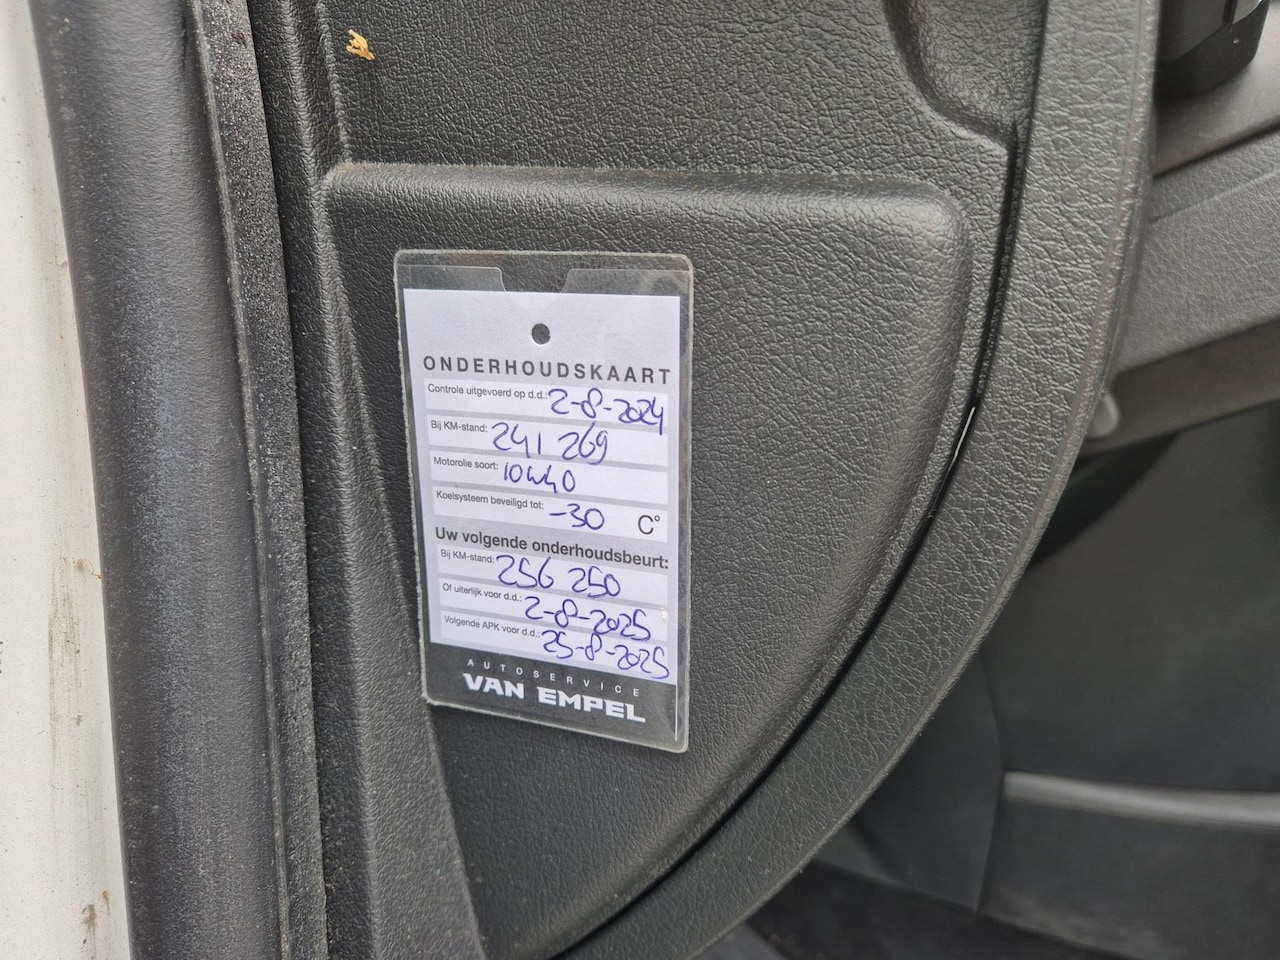 ONDERHOUDSKAART
Controle uitgevoerd op d.d.: 2-8-2024
Bij KM-stand: 241 269
Motorolie soort: 10W40
Koelsysteem beveiligd tot: -30 C°
Uw volgende onderhoudsbeurt:
Bij KM-stand: 256 250
Of uiterlijk voor d.d.: 2-8-2025
Volgende APK voor d.d.: 25-8-2025
AUTOSERVICE
VAN EMPEL